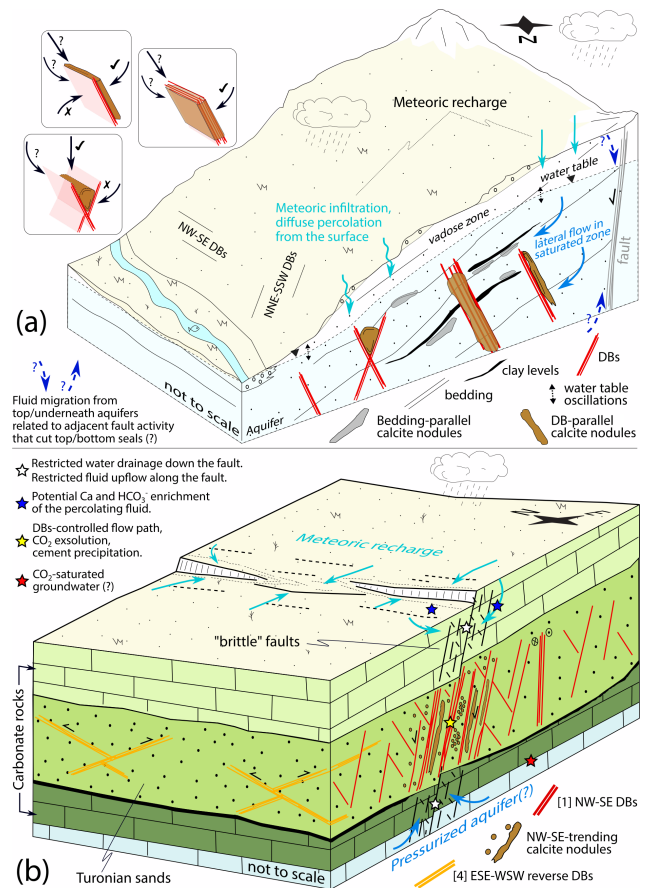 N
?
?
✓
x
?
✓
?
✓
x
Meteoric recharge
?
water table
Meteoric infiltration,
diffuse percolation
from the surface
vadose zone
lateral flow in
saturated zone
fault
NW-SE DBs
NNE-SSW DBs
?
(a)
not to scale
Aquifer
DBs
clay levels
bedding
water table
oscillations
Bedding-parallel
calcite nodules
DB-parallel
calcite nodules
?
?
Fluid migration from
top/underneath aquifers
related to adjacent fault activity
that cut top/bottom seals (?)
Restricted water drainage down the fault.
Restricted fluid upflow along the fault.
Potential Ca and HCO₃⁻ enrichment
of the percolating fluid.
DBs-controlled flow path,
CO₂ exsolution,
cement precipitation.
CO₂-saturated
groundwater (?)
N
Meteoric recharge
"brittle" faults
Carbonate rocks
Pressurized aquifer(?)
[1] NW-SE DBs
NW-SE-trending
calcite nodules
[4] ESE-WSW reverse DBs
(b)
Turonian sands
not to scale